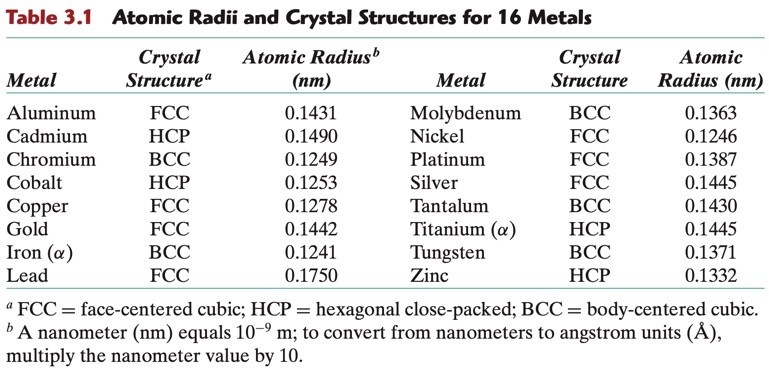 Table 3.1 Atomic Radii and Crystal Structures for 16 Metals
Crystal Atomic Radius^b Crystal Atomic
Metal Structure^a (nm) Metal Structure Radius (nm)
Aluminum FCC 0.1431 Molybdenum BCC 0.1363
Cadmium HCP 0.1490 Nickel FCC 0.1246
Chromium BCC 0.1249 Platinum FCC 0.1387
Cobalt HCP 0.1253 Silver FCC 0.1445
Copper FCC 0.1278 Tantalum BCC 0.1430
Gold FCC 0.1442 Titanium (α) HCP 0.1445
Iron (α) BCC 0.1241 Tungsten BCC 0.1371
Lead FCC 0.1750 Zinc HCP 0.1332
^a FCC = face-centered cubic; HCP = hexagonal close-packed; BCC = body-centered cubic.
^b A nanometer (nm) equals 10^−9 m; to convert from nanometers to angstrom units (Å),
multiply the nanometer value by 10.